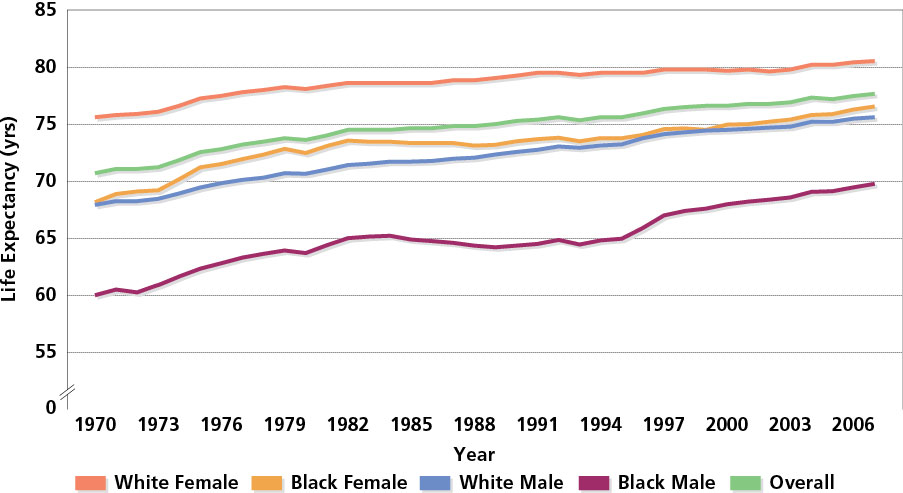 85
80
75
70
65
60
55
0
Life Expectancy (yrs)
1970 1973 1976 1979 1982 1985 1988 1991 1994 1997 2000 2003 2006
Year
White Female Black Female White Male Black Male Overall